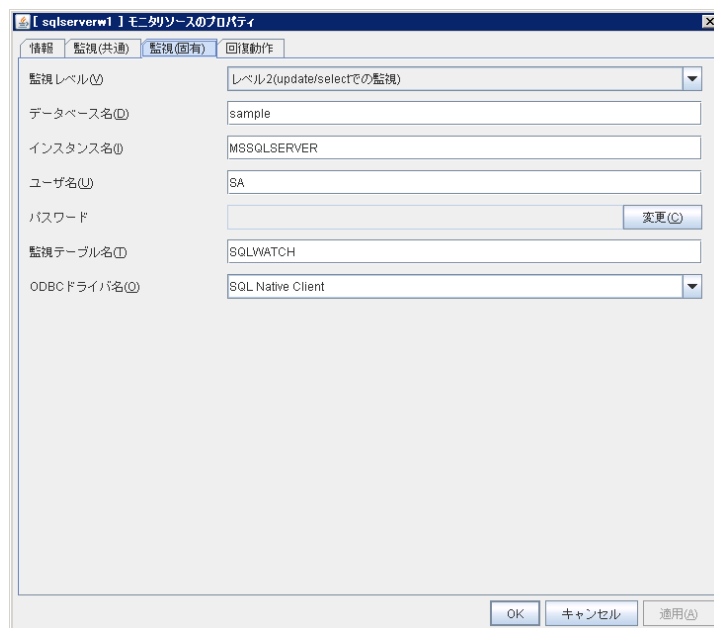 [ sqlserverw1 ] モニタリソースのプロパティ
情報 監視(共通) 監視(固有) 回復動作
監視レベル(V) レベル2(update/selectでの監視)
データベース名(D) sample
インスタンス名(I) MSSQLSERVER
ユーザ名(U) SA
パスワード 変更(C)
監視テーブル名(T) SQLWATCH
ODBCドライバ名(O) SQL Native Client
OK キャンセル 適用(A)